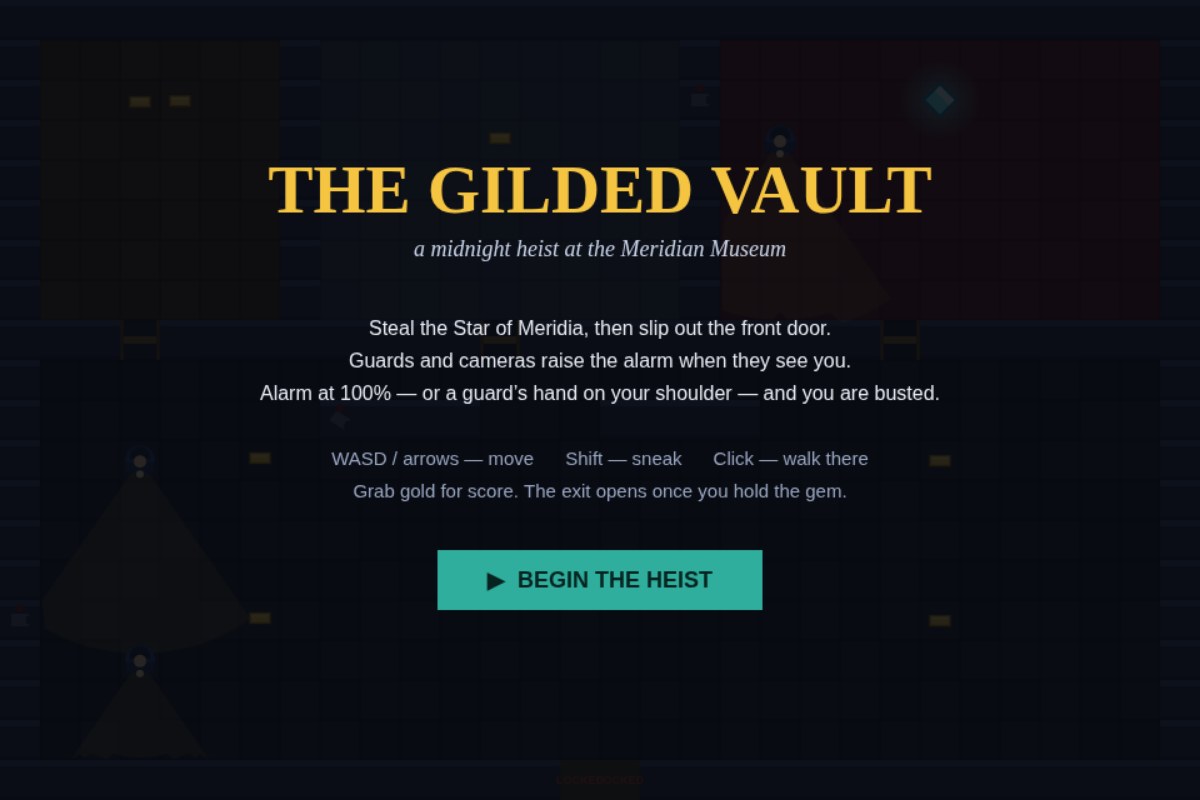 THE GILDED VAULT
a midnight heist at the Meridian Museum
Steal the Star of Meridia, then slip out the front door.
Guards and cameras raise the alarm when they see you.
Alarm at 100% — or a guard’s hand on your shoulder — and you are busted.
WASD / arrows — move Shift — sneak Click — walk there
Grab gold for score. The exit opens once you hold the gem.
▶ BEGIN THE HEIST